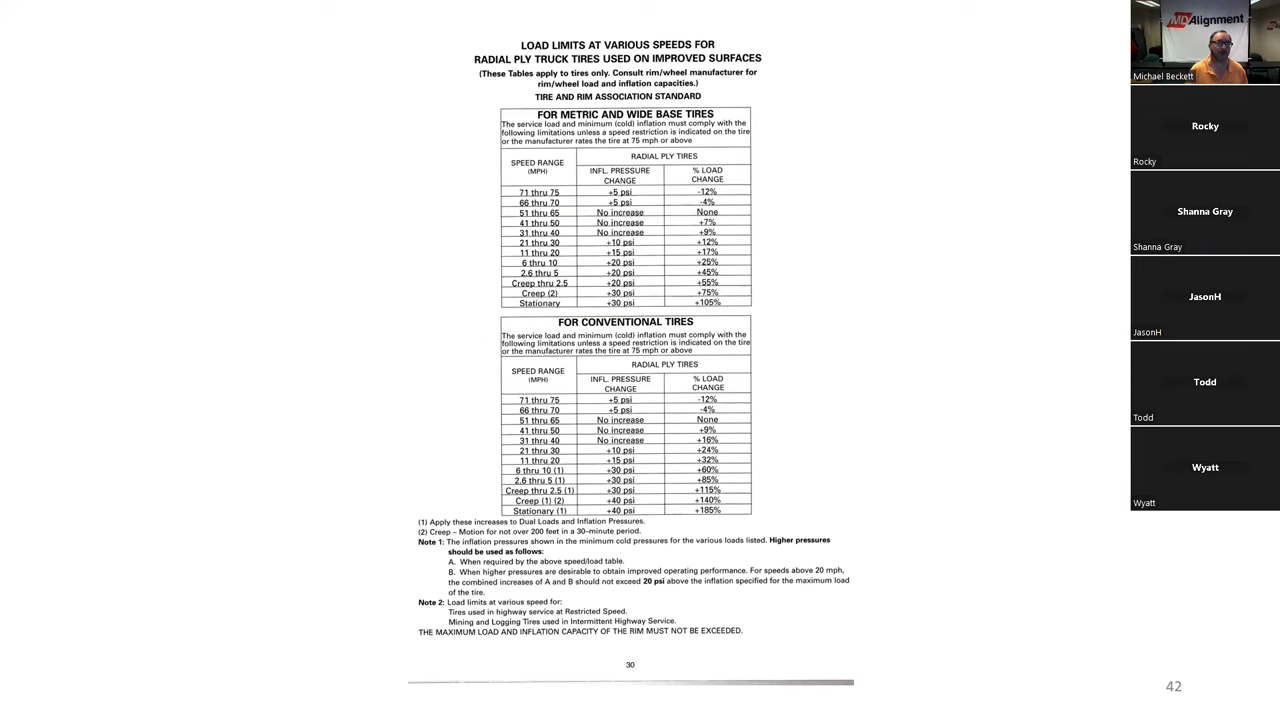 LOAD LIMITS AT VARIOUS SPEEDS FOR
RADIAL PLY TRUCK TIRES USED ON IMPROVED SURFACES
(These Tables apply to tires only. Consult rim/wheel manufacturer for
rim/wheel load and inflation capacities.)
TIRE AND RIM ASSOCIATION STANDARD
FOR METRIC AND WIDE BASE TIRES
The service load and minimum (cold) inflation must comply with the
following limitations unless a speed restriction is indicated on the tire
or the manufacturer rates the tire at 75 mph or above
SPEED RANGE
(MPH)
RADIAL PLY TIRES
INFL. PRESSURE
CHANGE
% LOAD
CHANGE
71 thru 75 +5 psi -12%
66 thru 70 +5 psi -4%
51 thru 65 No increase None
41 thru 50 No increase +7%
31 thru 40 No increase +9%
21 thru 30 +10 psi +12%
11 thru 20 +15 psi +17%
6 thru 10 +20 psi +25%
2.6 thru 5 +20 psi +45%
Creep thru 2.5 +20 psi +55%
Creep (2) +30 psi +75%
Stationary +30 psi +105%
FOR CONVENTIONAL TIRES
The service load and minimum (cold) inflation must comply with the
following limitations unless a speed restriction is indicated on the tire
or the manufacturer rates the tire at 75 mph or above
SPEED RANGE
(MPH)
RADIAL PLY TIRES
INFL. PRESSURE
CHANGE
% LOAD
CHANGE
71 thru 75 +5 psi -12%
66 thru 70 +5 psi -4%
51 thru 65 No increase None
41 thru 50 No increase +9%
31 thru 40 No increase +16%
21 thru 30 +10 psi +24%
11 thru 20 +15 psi +32%
6 thru 10 (1) +30 psi +60%
2.6 thru 5 (1) +30 psi +85%
Creep thru 2.5 (1) +30 psi +115%
Creep (1) (2) +40 psi +140%
Stationary (1) +40 psi +185%
(1) Apply these increases to Dual Loads and Inflation Pressures.
(2) Creep – Motion for not over 200 feet in a 30-minute period.
Note 1: The inflation pressures shown in the minimum cold pressures for the various loads listed. Higher pressures
should be used as follows:
A. When required by the above speed/load table.
B. When higher pressures are desirable to obtain improved operating performance. For speeds above 20 mph,
the combined increases of A and B should not exceed 20 psi above the inflation specified for the maximum load
of the tire.
Note 2: Load limits at various speed for:
Tires used in highway service at Restricted Speed.
Mining and Logging Tires used in Intermittent Highway Service.
THE MAXIMUM LOAD AND INFLATION CAPACITY OF THE RIM MUST NOT BE EXCEEDED.
30
42
MDAlignment
Michael Beckett
Rocky
Rocky
Shanna Gray
Shanna Gray
JasonH
JasonH
Todd
Todd
Wyatt
Wyatt